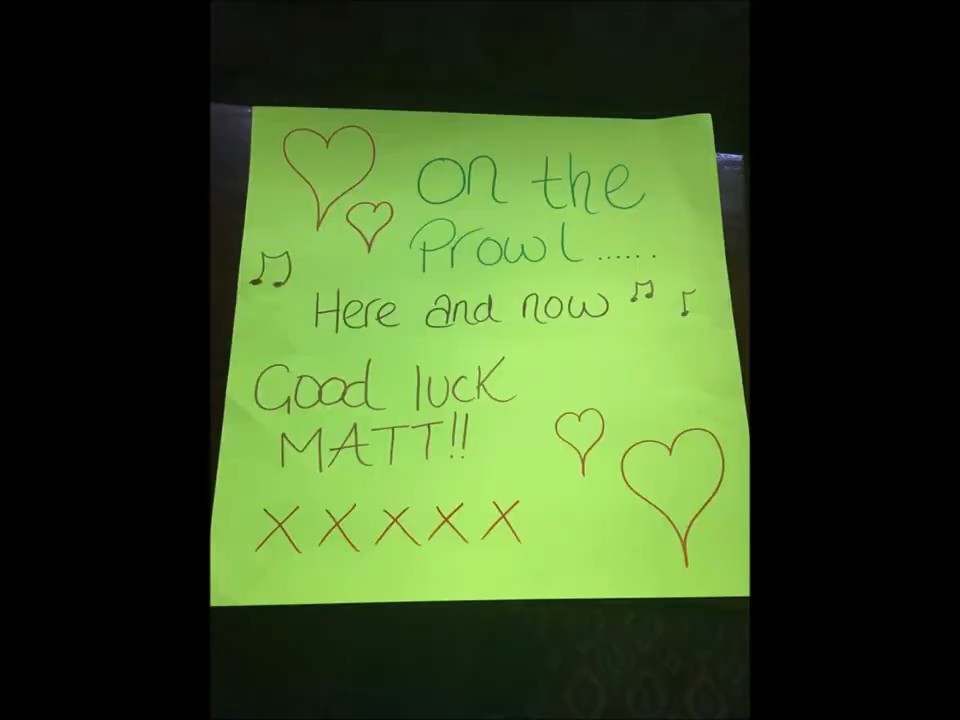 on the
Prowl ......
Here and now
Good luck
MATT!!
XXXXX